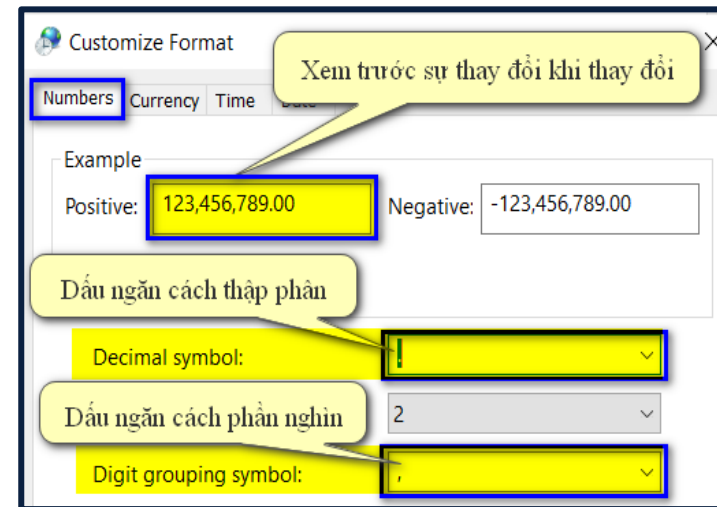 Customize Format
Xem trước sự thay đổi khi thay đổi
Numbers Currency Time
Example
Positive: 123,456,789.00 Negative: -123,456,789.00
Dấu ngăn cách thập phân
Decimal symbol: .
Dấu ngăn cách phần nghìn
2
Digit grouping symbol: ,